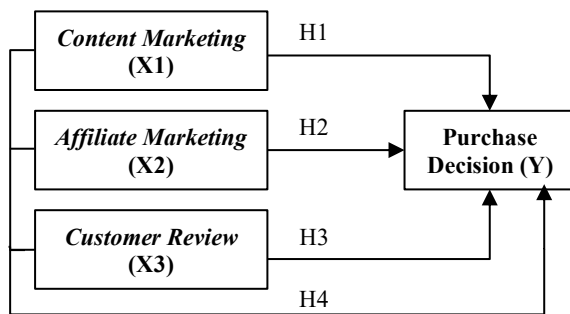 Content Marketing
(X1)
H1
Affiliate Marketing
(X2)
H2
Purchase
Decision (Y)
Customer Review
(X3)
H3
H4